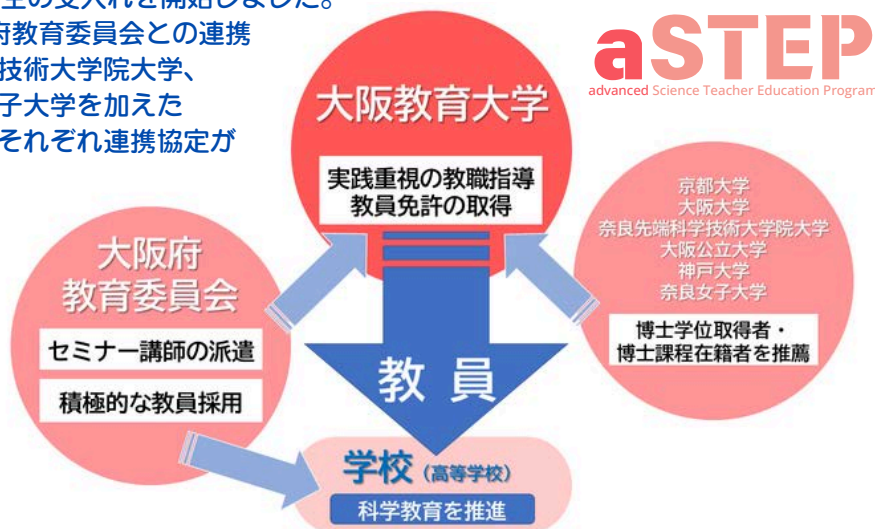 生の受入れを開始しました。
府教育委員会との連携
技術大学院大学、
子大学を加えた
それぞれ連携協定が
aSTEP
advanced Science Teacher Education Program
大阪教育大学
実践重視の教職指導
教員免許の取得
大阪府
教育委員会
セミナー講師の派遣
積極的な教員採用
京都大学
大阪大学
奈良先端科学技術大学院大学
大阪公立大学
神戸大学
奈良女子大学
博士学位取得者・
博士課程在籍者を推薦
教員
学校（高等学校）
科学教育を推進